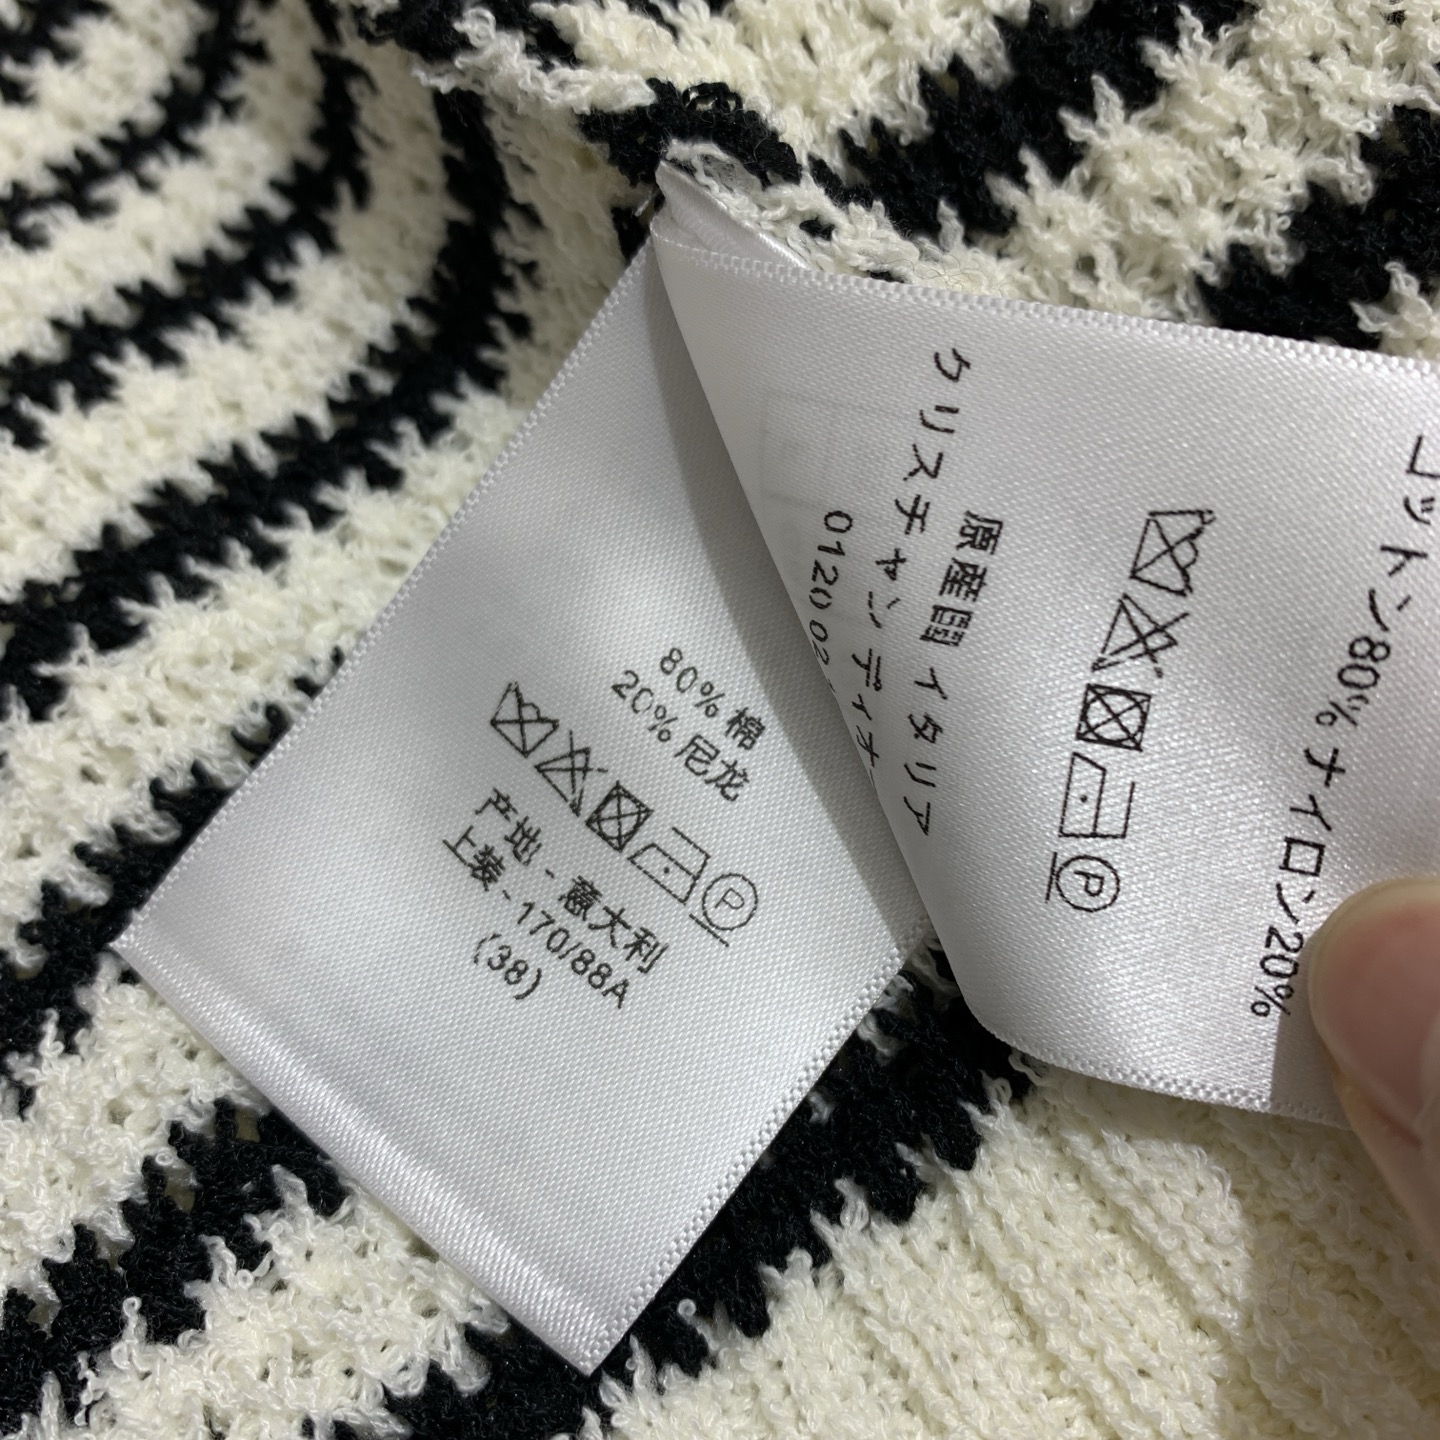 80% 棉
20% 尼龙
P
产地 - 意大利
上装 - 170/88A
(38)
コットン80% ナイロン20%
P
原産国 イタリア
クリスチャン ディオ
0120 02